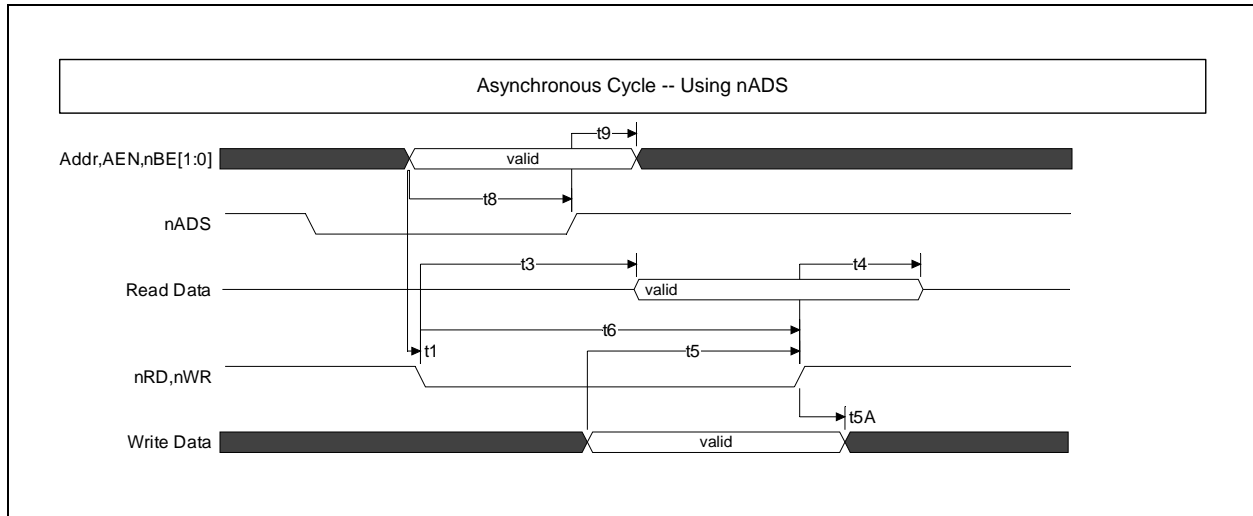 Asynchronous Cycle -- Using nADS
t9
Addr,AEN,nBE[1:0] valid
t8
nADS
t3 t4
Read Data valid
t6
t1 t5
nRD,nWR
t5A
Write Data valid